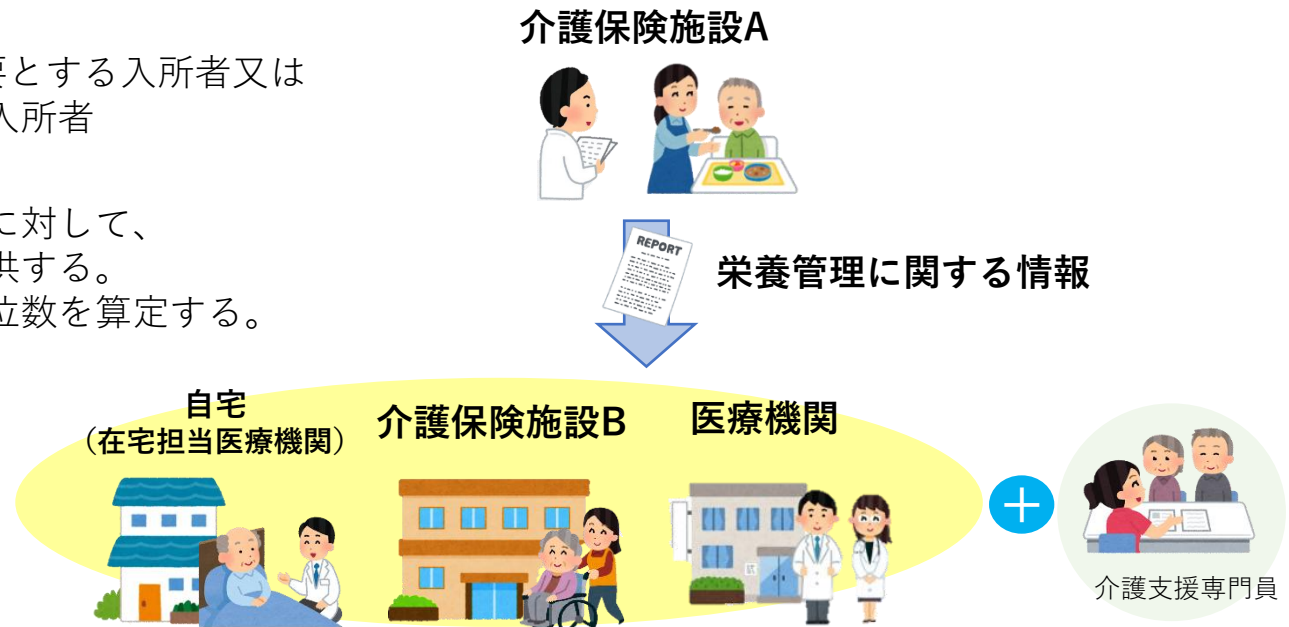 介護保険施設A
要とする入所者又は
入所者
に対して、
供する。
位数を算定する。
REPORT
栄養管理に関する情報
自宅
（在宅担当医療機関）
介護保険施設B
医療機関
介護支援専門員